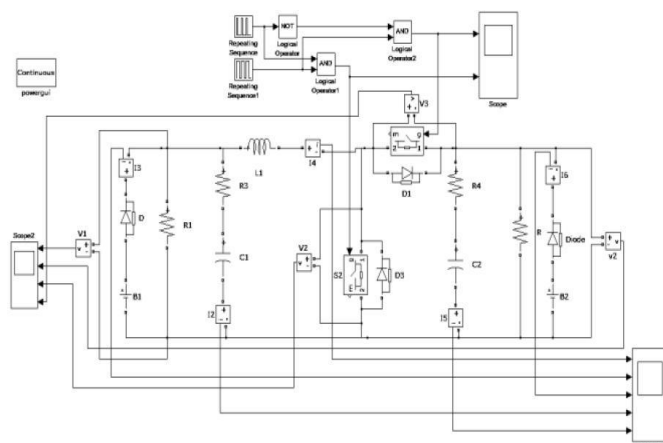 Continuous
powergui
Repeating
Sequence
NOT
Logical
Operator
AND
Logical
Operator2
Repeating
Sequence1
AND
Logical
Operator1
Scope
V3
m
g
2
1
I3
L1
I4
D1
I6
R3
R4
D
R1
R
Diode
V1
Scope2
V2
S2
D3
v2
C1
C2
B1
B2
E
I2
I5